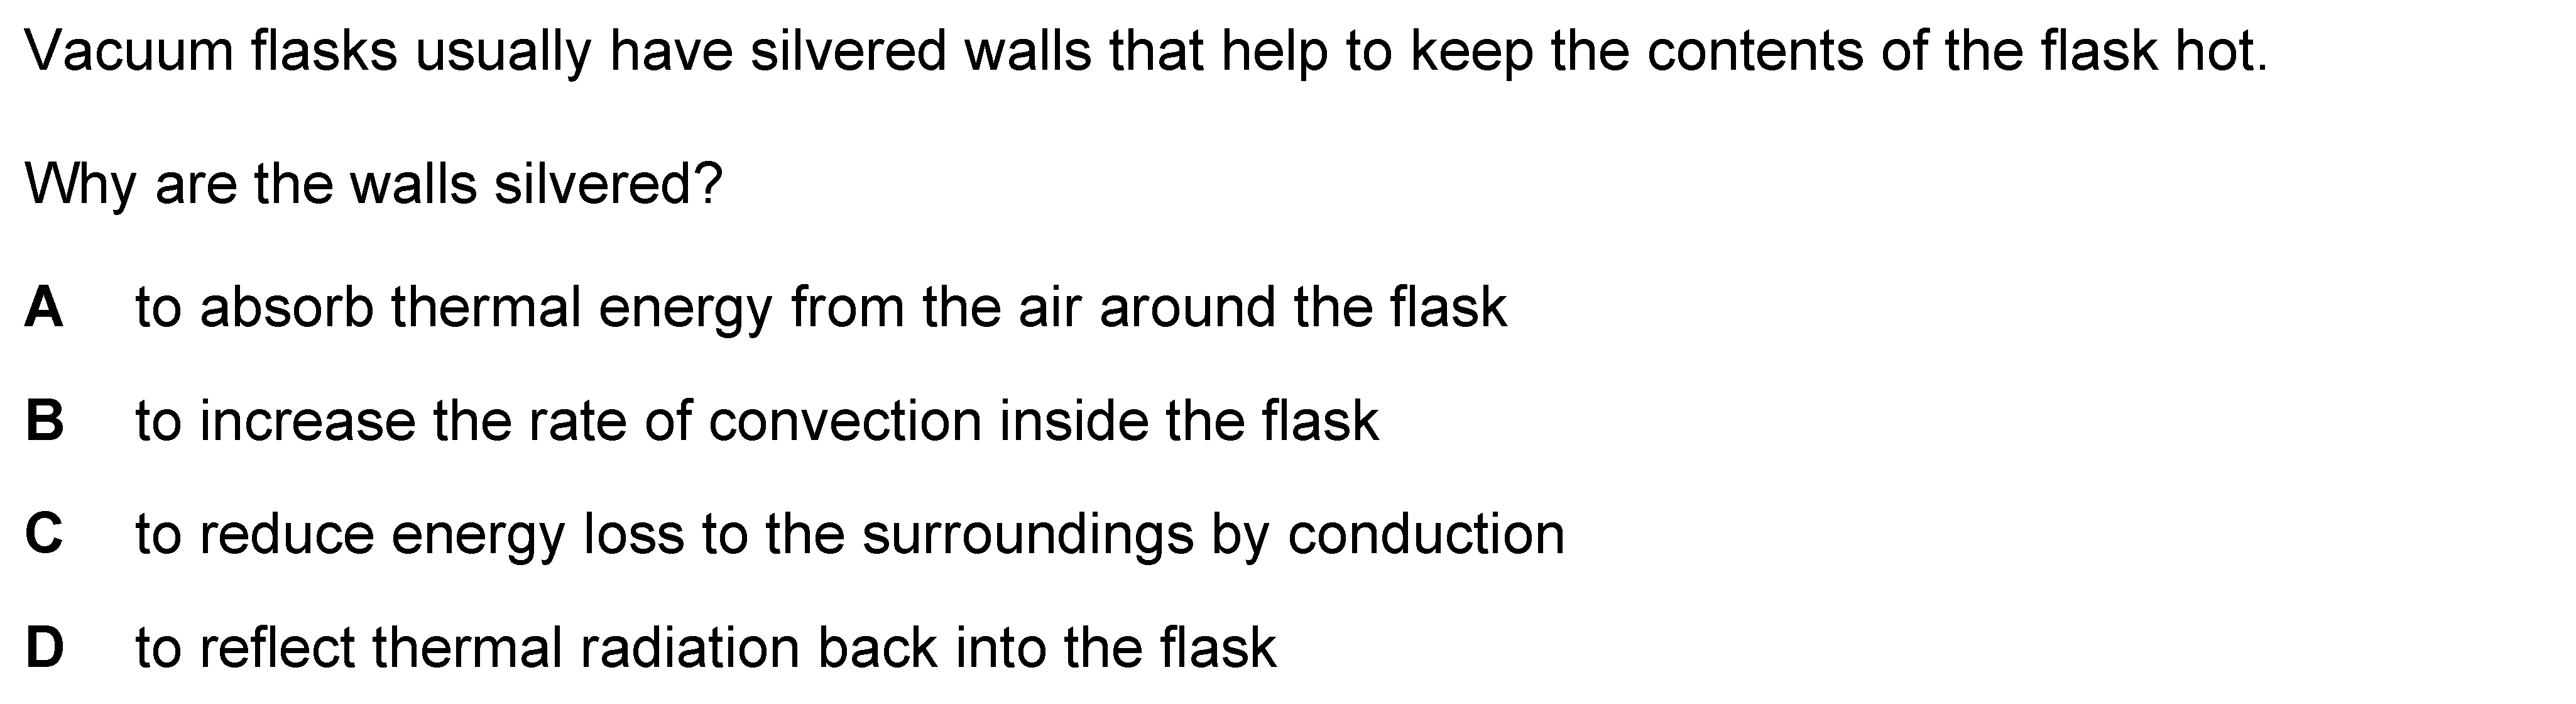 Vacuum flasks usually have silvered walls that help to keep the contents of the flask hot.
Why are the walls silvered?
A to absorb thermal energy from the air around the flask
B to increase the rate of convection inside the flask
C to reduce energy loss to the surroundings by conduction
D to reflect thermal radiation back into the flask